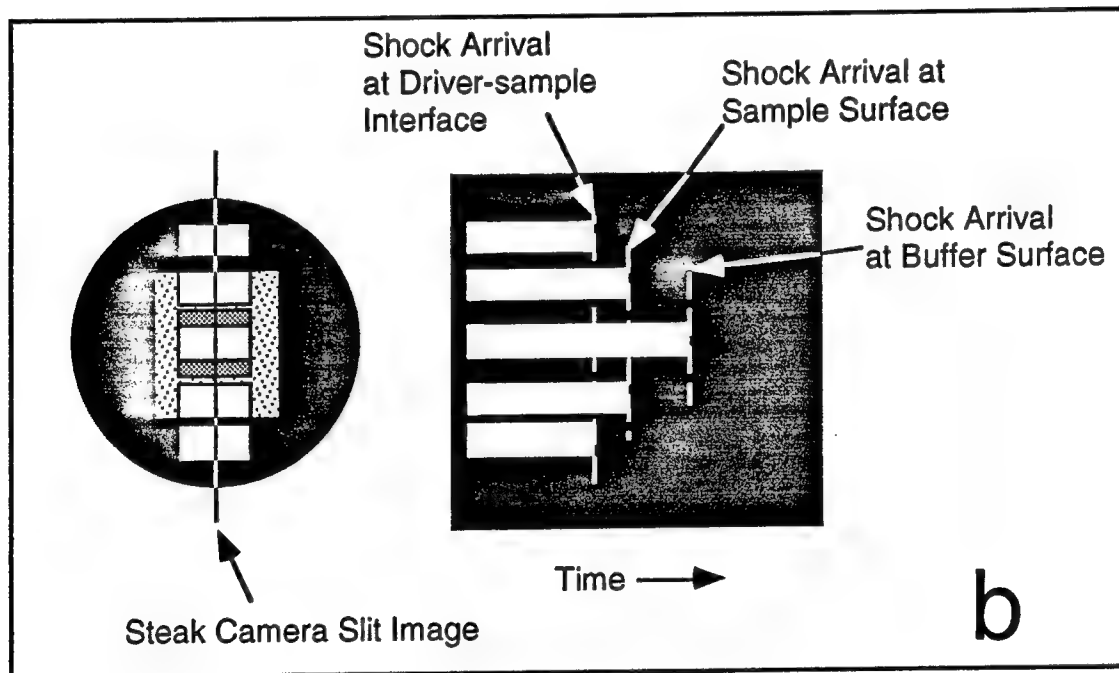 Shock Arrival
at Driver-sample
Interface
Shock Arrival at
Sample Surface
Shock Arrival
at Buffer Surface
Time
Steak Camera Slit Image
b